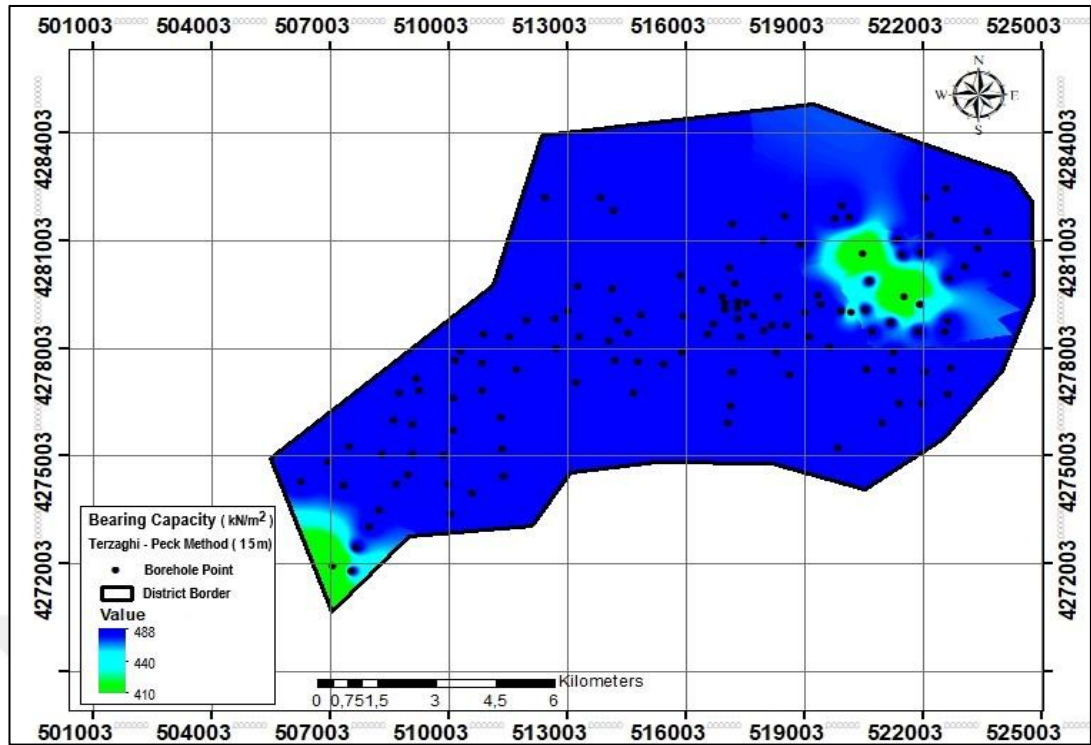 501003 504003 507003 510003 513003 516003 519003 522003 525003
N
W E
S
4284003 4284003
4281003 4281003
4278003 4278003
4275003 4275003
4272003 4272003
Bearing Capacity ( kN/m²)
Terzaghi - Peck Method ( 15m)
Borehole Point
District Border
Value
488
440
410
Kilometers
0 0,75 1,5 3 4,5 6
501003 504003 507003 510003 513003 516003 519003 522003 525003